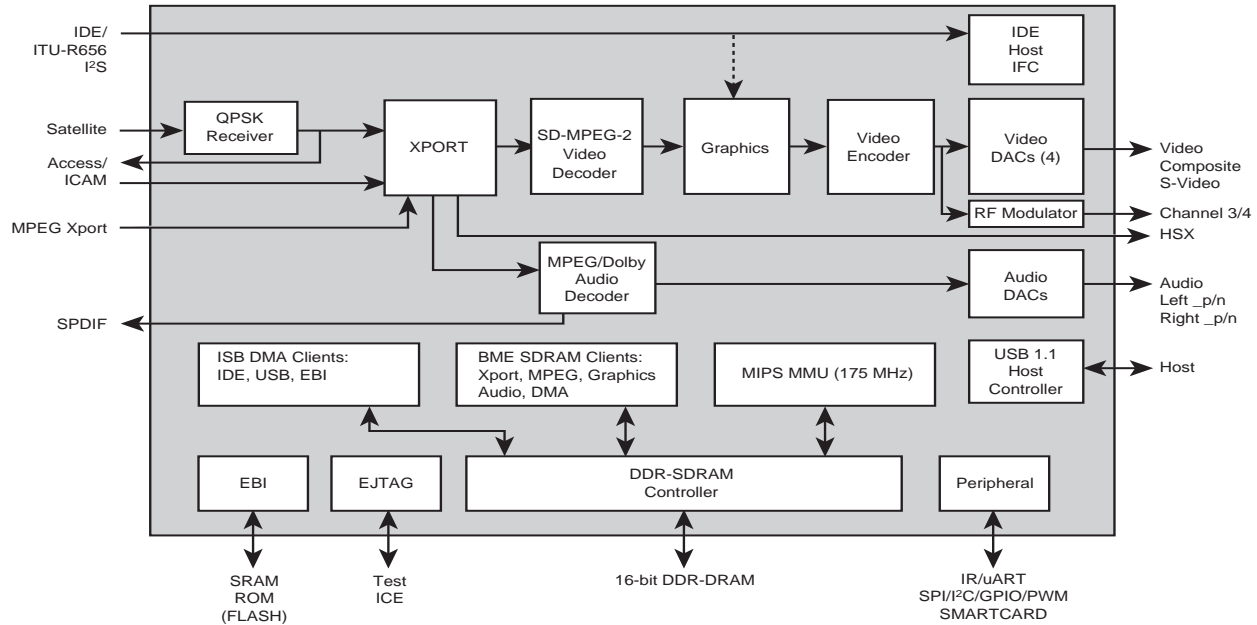 IDE/
ITU-R656
I²S
IDE
Host
IFC
Satellite
QPSK
Receiver
Access/
ICAM
XPORT
SD-MPEG-2
Video
Decoder
Graphics
Video
Encoder
Video
DACs (4)
Video
Composite
S-Video
RF Modulator
Channel 3/4
MPEG Xport
HSX
MPEG/Dolby
Audio
Decoder
Audio
DACs
Audio
Left _p/n
Right _p/n
SPDIF
ISB DMA Clients:
IDE, USB, EBI
BME SDRAM Clients:
Xport, MPEG, Graphics
Audio, DMA
MIPS MMU (175 MHz)
USB 1.1
Host
Controller
Host
EBI
EJTAG
DDR-SDRAM
Controller
Peripheral
SRAM
ROM
(FLASH)
Test
ICE
16-bit DDR-DRAM
IR/uART
SPI/I²C/GPIO/PWM
SMARTCARD